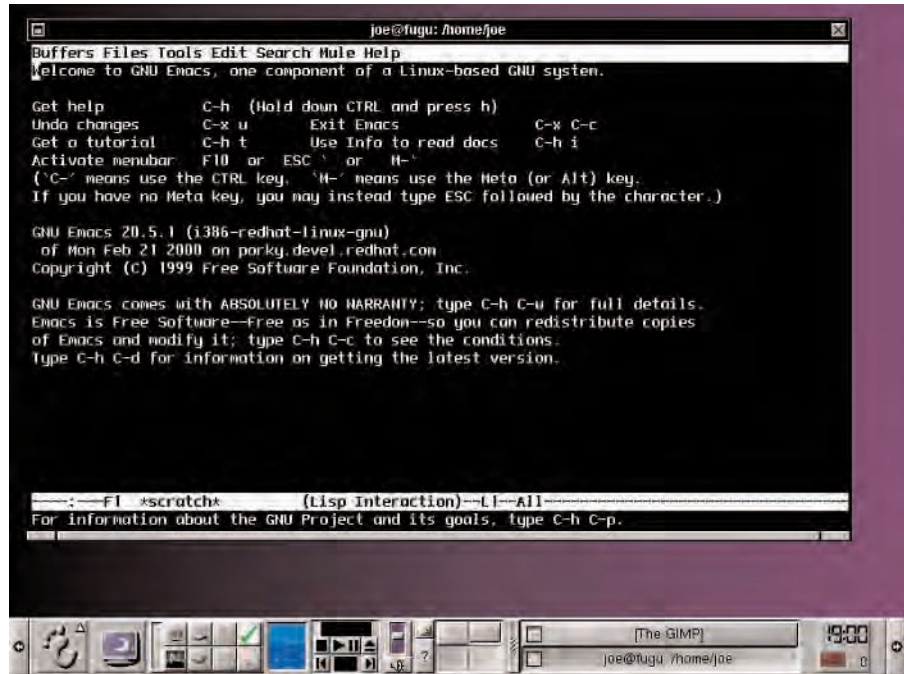 joe@fugu: /home/joe
Buffers Files Tools Edit Search Mule Help
Welcome to GNU Emacs, one component of a Linux-based GNU system.
Get help C-h (Hold down CTRL and press h)
Undo changes C-x u Exit Emacs C-x C-c
Get a tutorial C-h t Use Info to read docs C-h i
Activate menubar F10 or ESC ` or M-`
(`C-' means use the CTRL key. `M-' means use the Meta (or Alt) key.
If you have no Meta key, you may instead type ESC followed by the character.)
GNU Emacs 20.5.1 (i386-redhat-linux-gnu)
of Mon Feb 21 2000 on porky.devel.redhat.com
Copyright (C) 1999 Free Software Foundation, Inc.
GNU Emacs comes with ABSOLUTELY NO WARRANTY; type C-h C-w for full details.
Emacs is Free Software--Free as in Freedom--so you can redistribute copies
of Emacs and modify it; type C-h C-c to see the conditions.
Type C-h C-d for information on getting the latest version.
----:---F1 *scratch* (Lisp Interaction)--L1--All----
For information about the GNU Project and its goals, type C-h C-p.
[The GIMP]
joe@fugu: /home/joe
19:00
0